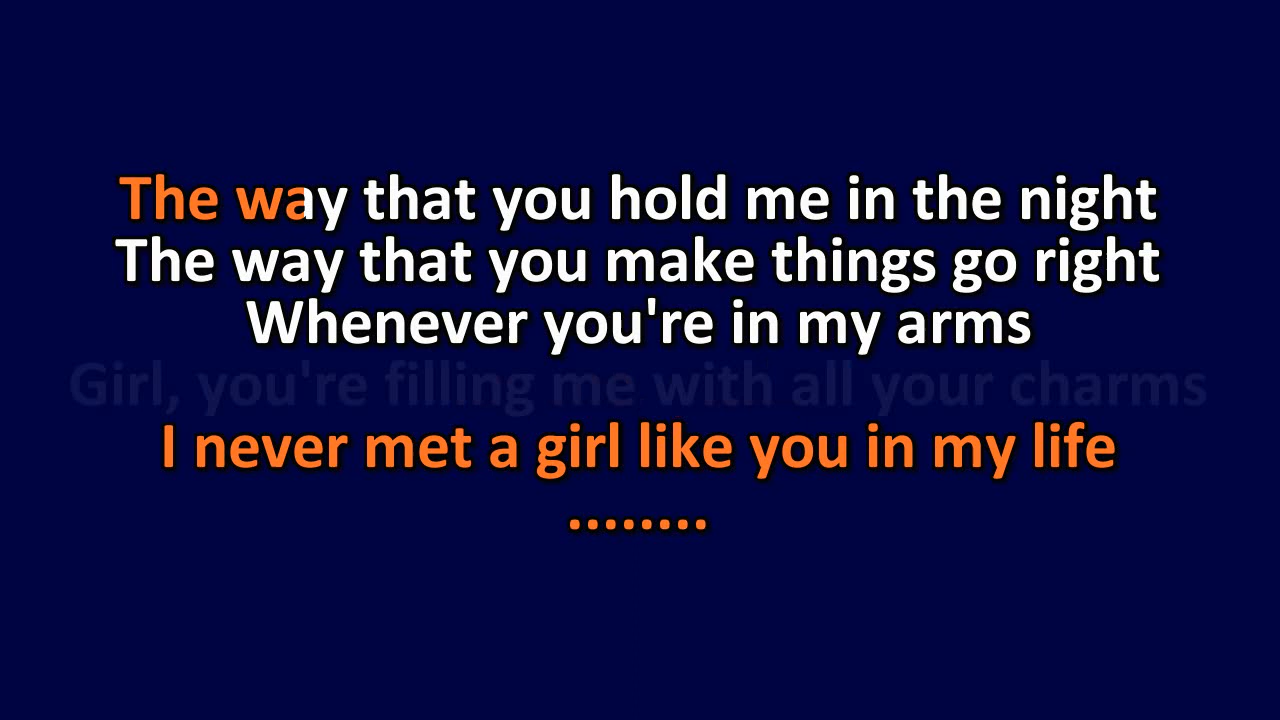 The way that you hold me in the night
The way that you make things go right
Whenever you're in my arms
Girl, you're filling me with all your charms
I never met a girl like you in my life
........